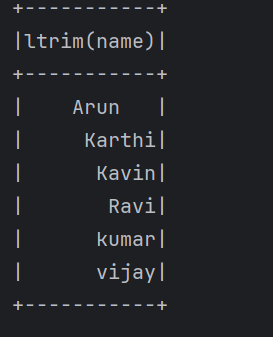 +-----------+
|ltrim(name)|
+-----------+
|    Arun   |
|     Karthi|
|      Kavin|
|       Ravi|
|      kumar|
|      vijay|
+-----------+